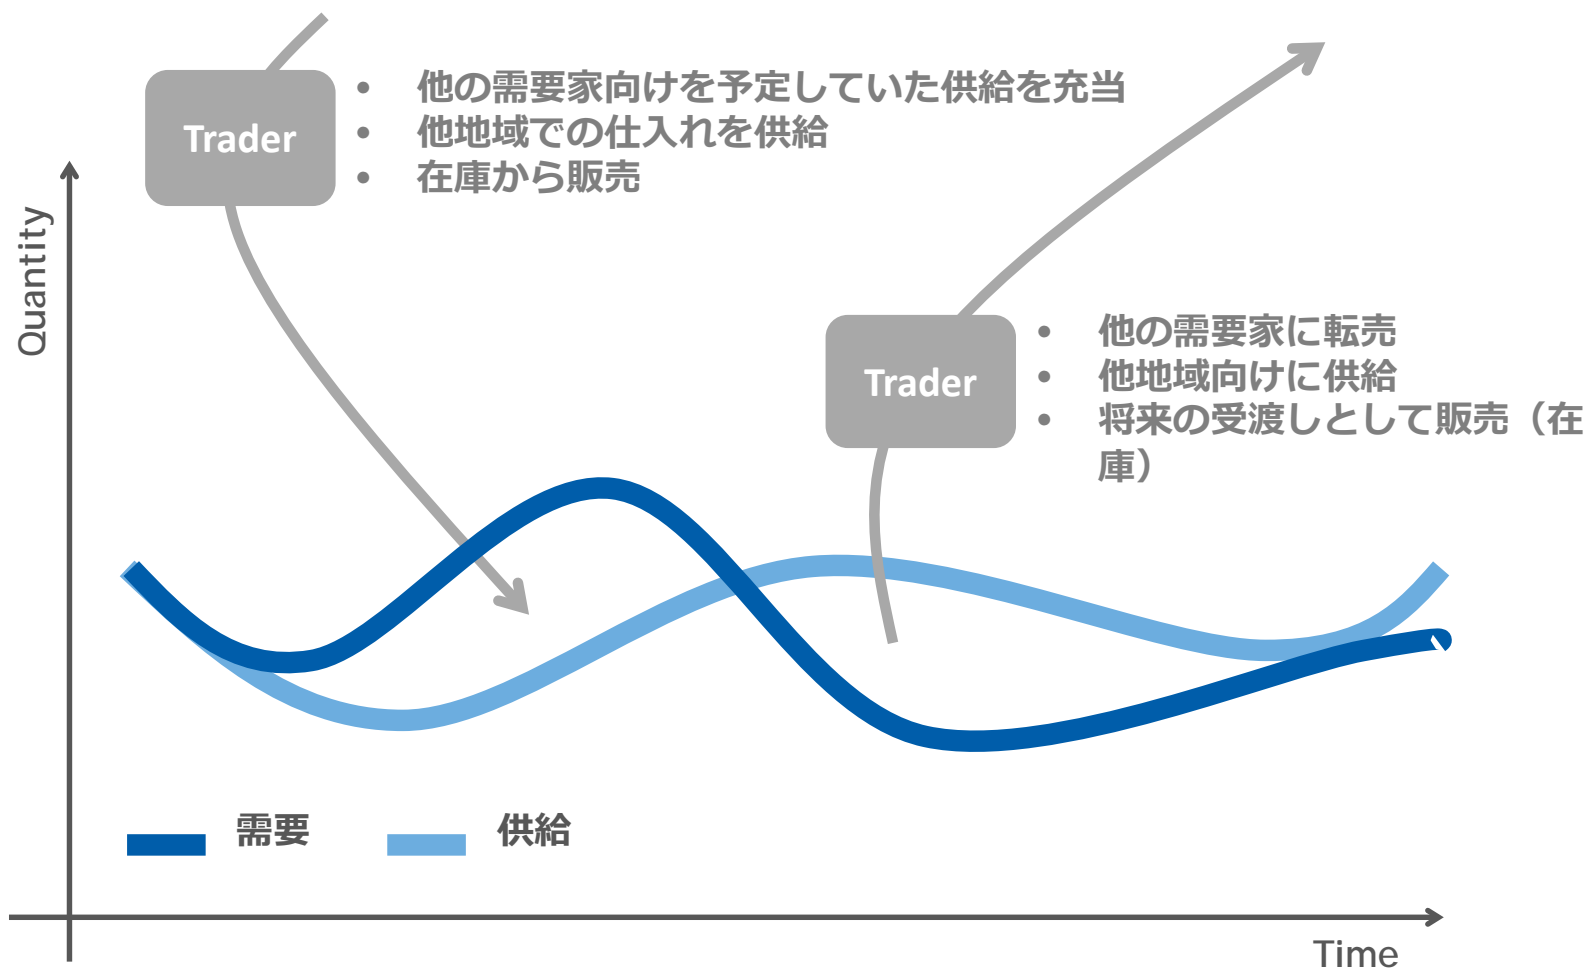 Trader
• 他の需要家向けを予定していた供給を充当
• 他地域での仕入れを供給
• 在庫から販売
Quantity
Trader
• 他の需要家に転売
• 他地域向けに供給
• 将来の受渡しとして販売（在
庫）
需要
供給
Time